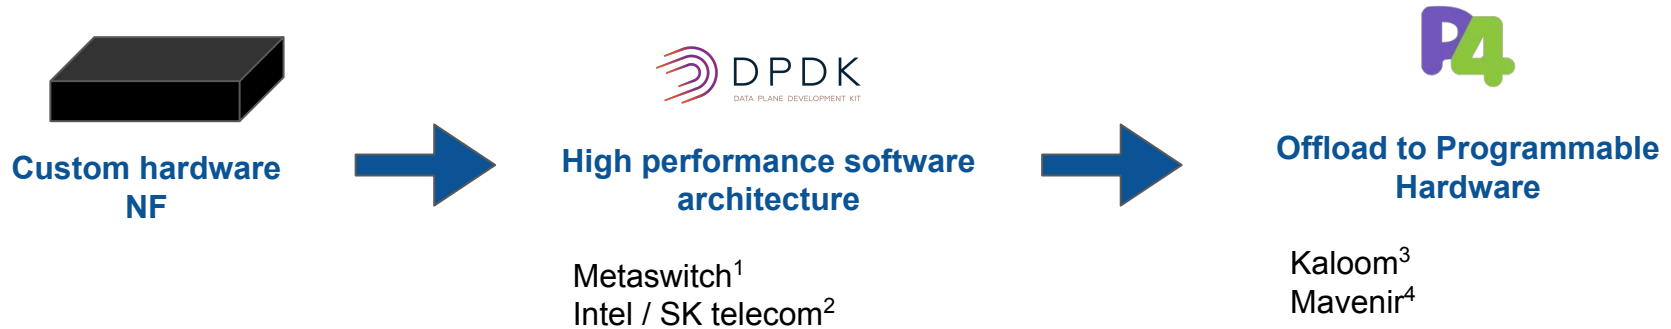 Custom hardware
NF
DPDK
DATA PLANE DEVELOPMENT KIT
High performance software
architecture
Metaswitch¹
Intel / SK telecom²
P4
Offload to Programmable
Hardware
Kaloom³
Mavenir⁴